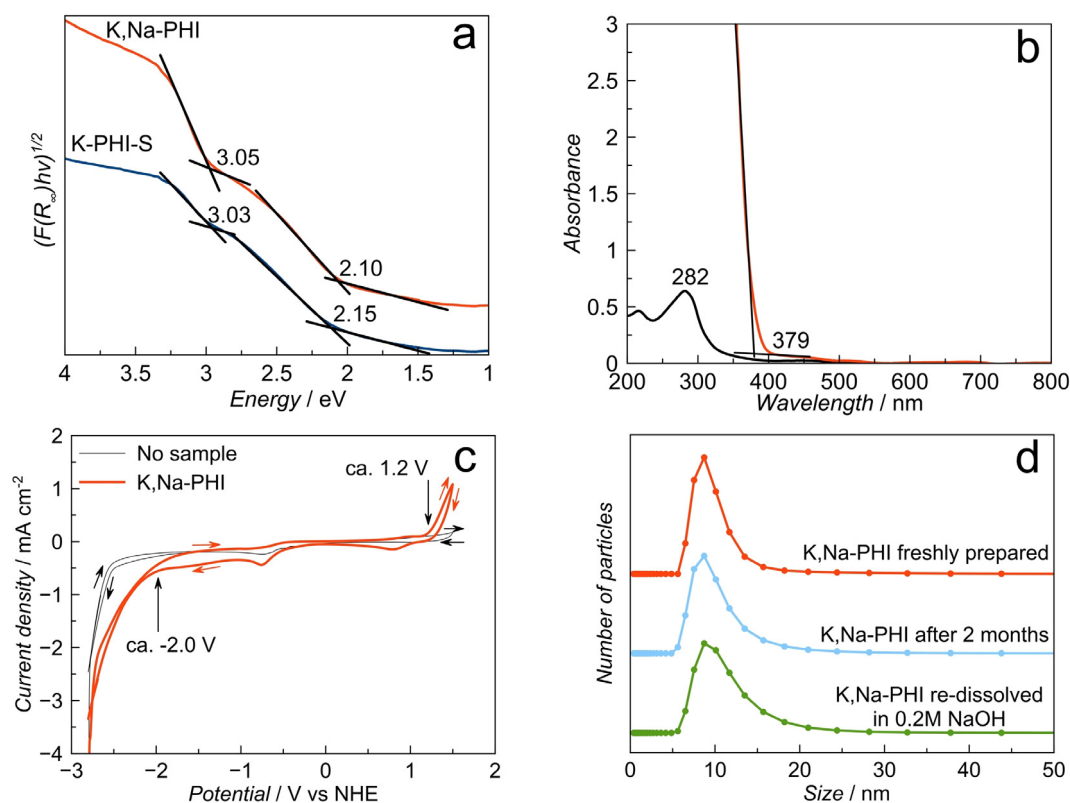 a
K,Na-PHI
K-PHI-S
3.05
3.03
2.10
2.15
(F(R∞)hν)1/2
4
3.5
3
2.5
2
1.5
1
Energy / eV
b
3
2.5
2
1.5
1
0.5
0
Absorbance
282
379
200
300
400
500
600
700
800
Wavelength / nm
c
No sample
K,Na-PHI
ca. 1.2 V
ca. -2.0 V
2
1
0
−1
−2
−3
−4
Current density / mA cm-2
−3
−2
−1
0
1
2
Potential / V vs NHE
d
K,Na-PHI freshly prepared
K,Na-PHI after 2 months
K,Na-PHI re-dissolved
in 0.2M NaOH
Number of particles
0
10
20
30
40
50
Size / nm